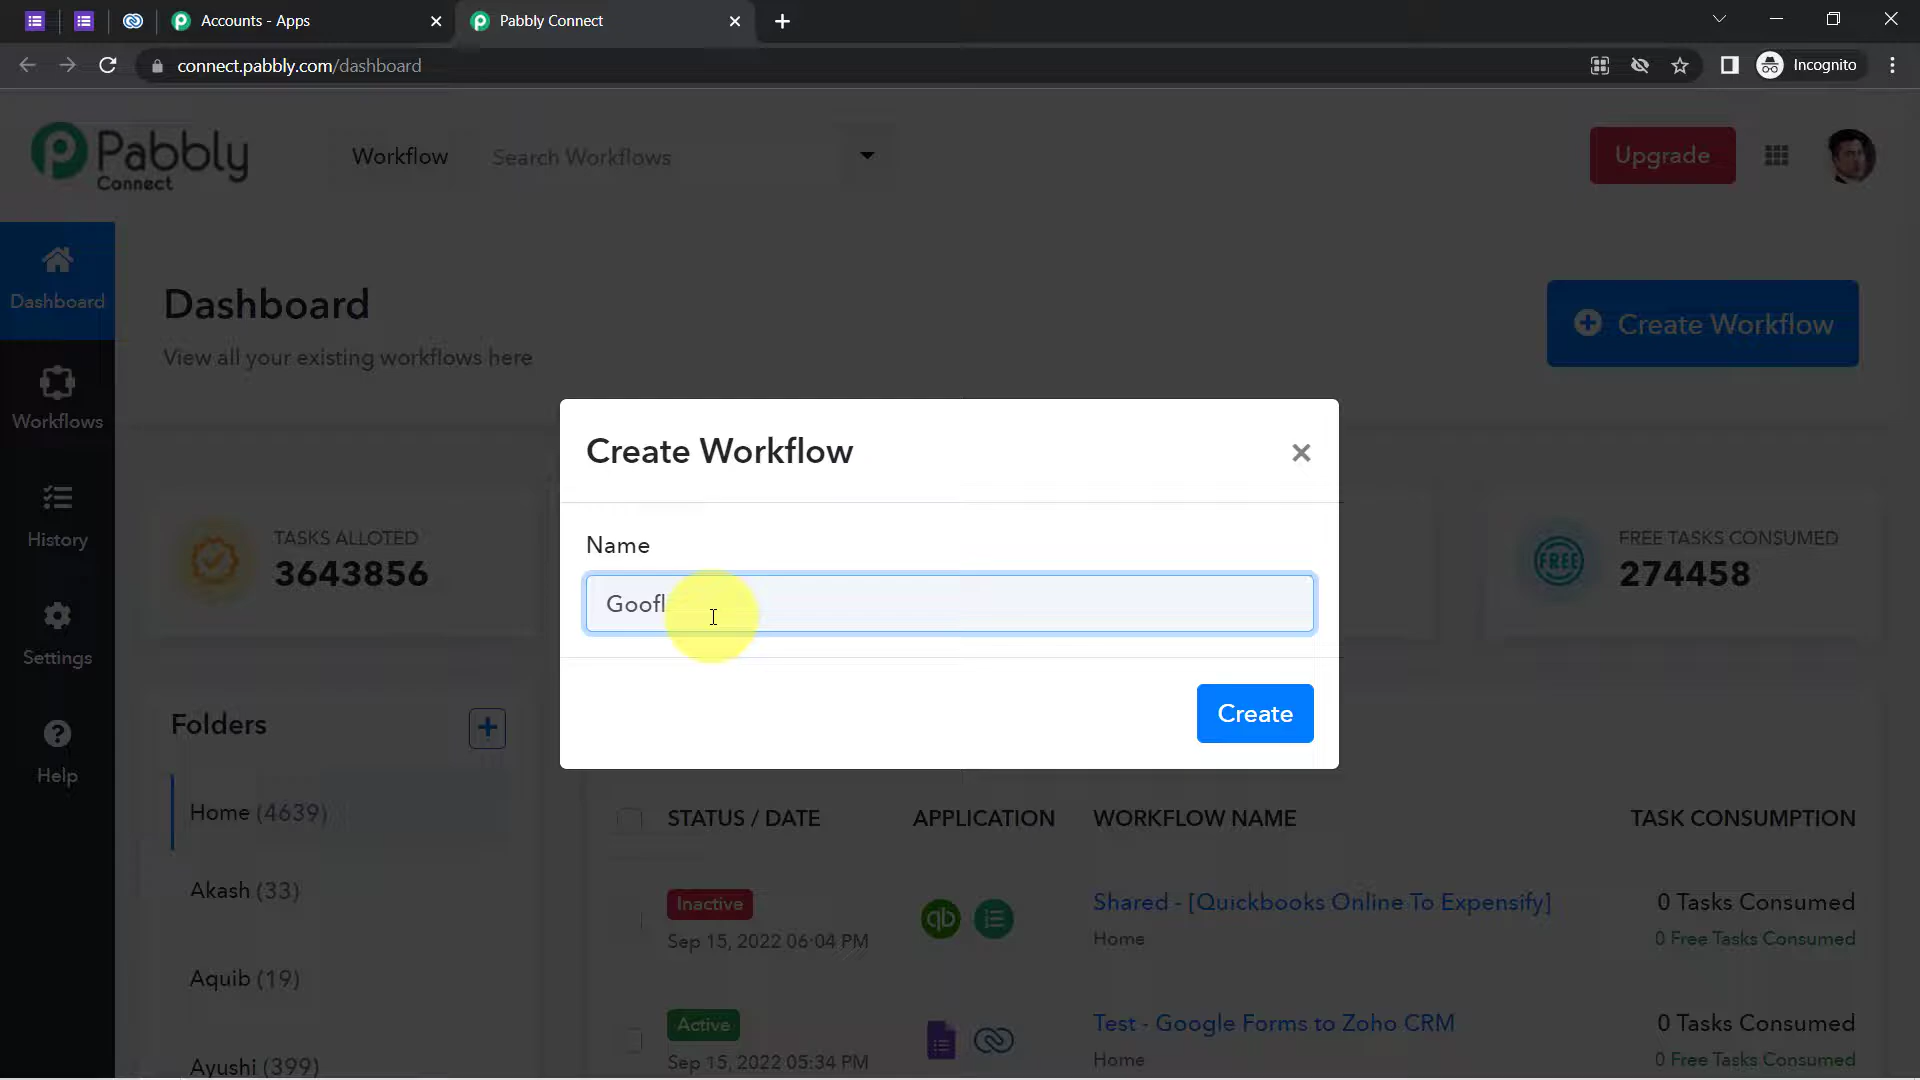 Accounts - Apps
Pabbly Connect
connect.pabbly.com/dashboard
Incognito
Pabbly
Connect
Workflow
Search Workflows
Upgrade
Dashboard
Dashboard
View all your existing workflows here
Create Workflow
Workflows
Create Workflow
×
History
TASKS ALLOTED
3643856
Name
FREE TASKS CONSUMED
274458
FREE
Goofl
Settings
Create
Folders
+
Help
Home (4639)
STATUS / DATE
APPLICATION
WORKFLOW NAME
TASK CONSUMPTION
Akash (33)
Inactive
Sep 15, 2022 06:04 PM
qb
Shared - [Quickbooks Online To Expensify]
Home
0 Tasks Consumed
0 Free Tasks Consumed
Aquib (19)
Active
Sep 15, 2022 05:34 PM
Test - Google Forms to Zoho CRM
Home
0 Tasks Consumed
0 Free Tasks Consumed
Ayushi (399)